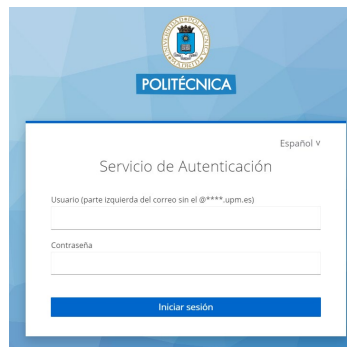 POLITÉCNICA
Español ˅
Servicio de Autenticación
Usuario (parte izquierda del correo sin el @****.upm.es)
Contraseña
Iniciar sesión